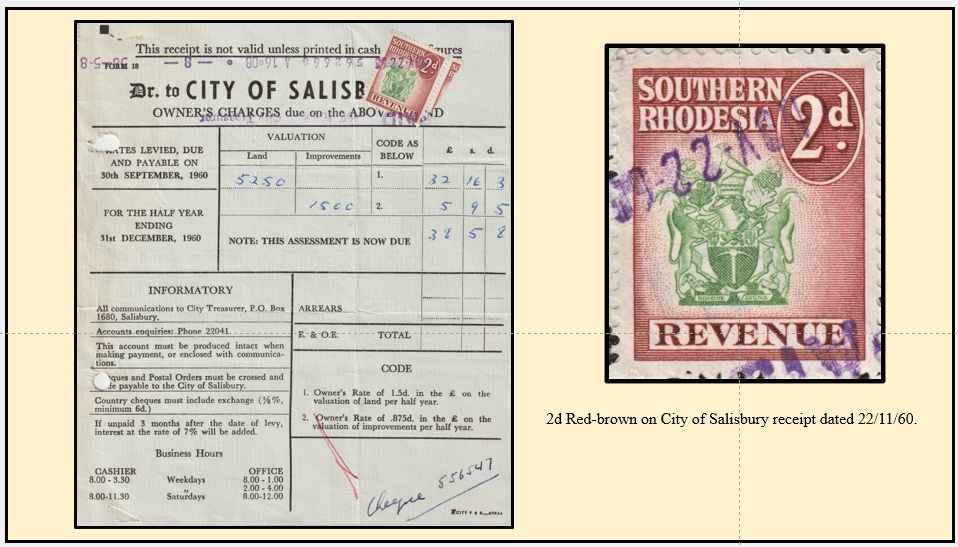 This receipt is not valid unless printed in cash figures
FORM 18
Dr. to CITY OF SALISB
OWNER'S CHARGES due on the ABOVE ND
RATES LEVIED, DUE
AND PAYABLE ON
30th SEPTEMBER, 1960
FOR THE HALF YEAR
ENDING
31st DECEMBER, 1960
VALUATION
Land Improvements
CODE AS
BELOW
£ s. d.
5250 1. 32 16 3
1500 2. 5 9 5
NOTE: THIS ASSESSMENT IS NOW DUE 38 5 8
INFORMATORY
All communications to City Treasurer, P.O. Box
1680, Salisbury.
Accounts enquiries: Phone 22041.
This account must be produced intact when
making payment, or enclosed with communica-
tions.
ques and Postal Orders must be crossed and
de payable to the City of Salisbury.
Country cheques must include exchange (⅛%,
minimum 6d.)
If unpaid 3 months after the date of levy,
interest at the rate of 7% will be added.
Business Hours
CASHIER OFFICE
8.00 - 3.30 Weekdays 8.00 - 1.00
„ 2.00 - 4.00
8.00-11.30 Saturdays 8.00-12.00
ARREARS
E. & O.E. TOTAL
CODE
1. Owner's Rate of 1.5d. in the £ on the
valuation of land per half year.
2. Owner's Rate of .875d. in the £ on the
valuation of improvements per half year.
Cheque 556547
SOUTHERN
RHODESIA
2d
REVENUE
SOUTHERN
RHODESIA
2d.
REVENUE
2d Red-brown on City of Salisbury receipt dated 22/11/60.